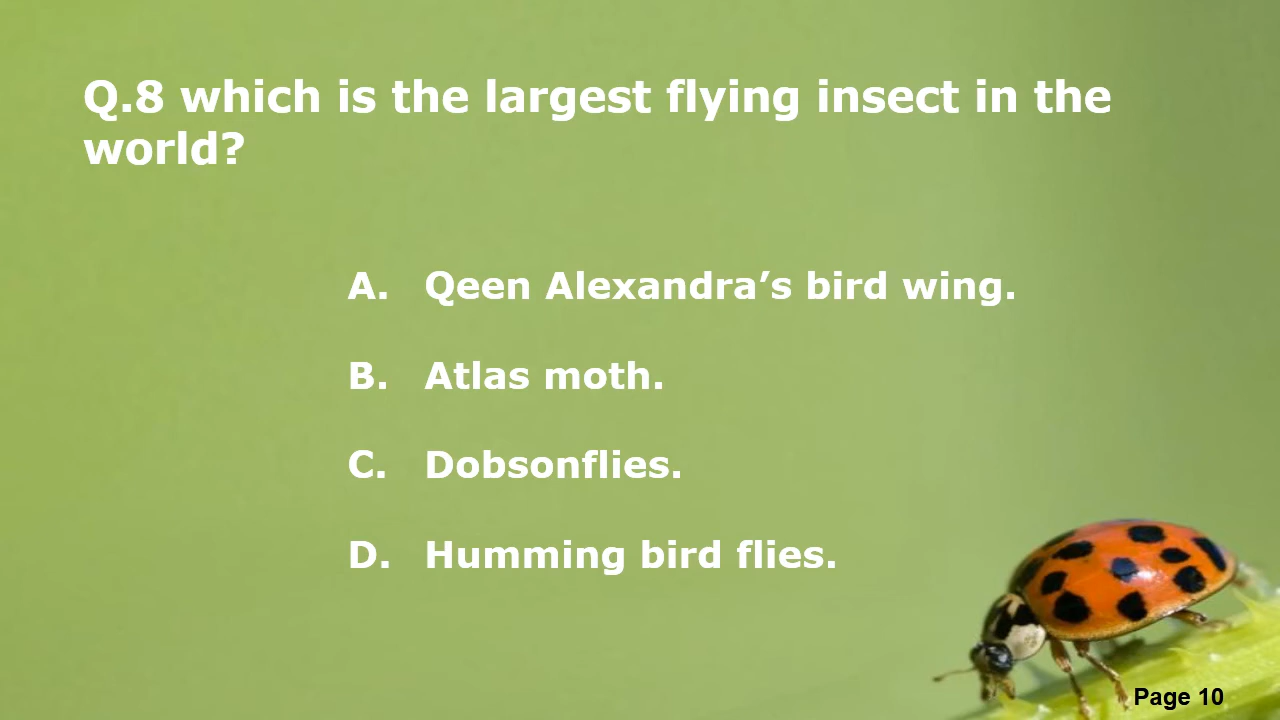 Q.8 which is the largest flying insect in the
world?
A. Qeen Alexandra’s bird wing.
B. Atlas moth.
C. Dobsonflies.
D. Humming bird flies.
Page 10